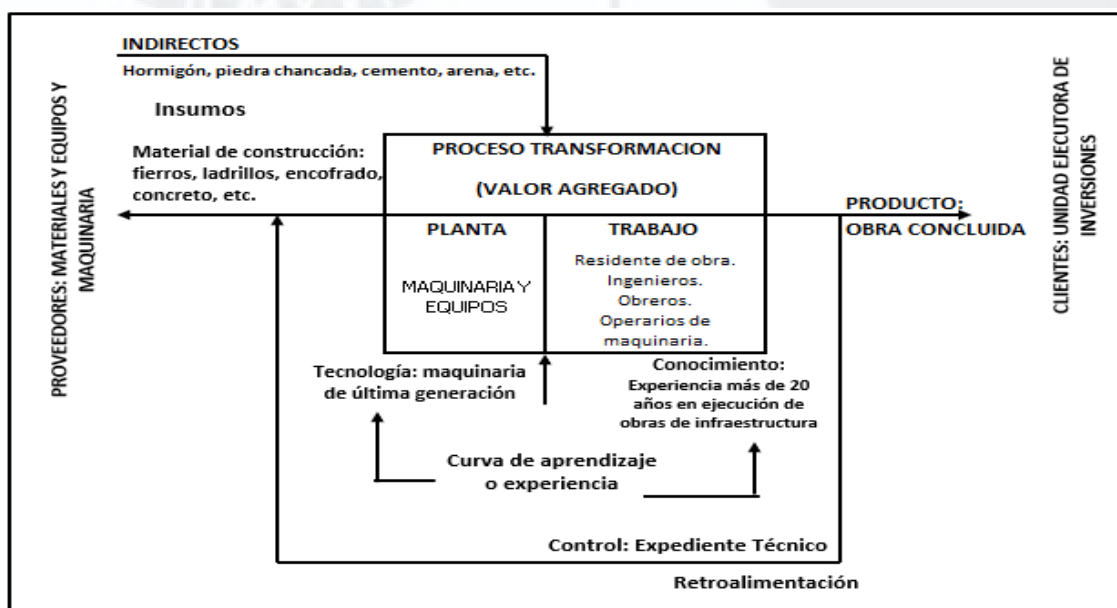 INDIRECTOS
Hormigón, piedra chancada, cemento, arena, etc.
Insumos
Material de construcción:
fierros, ladrillos, encofrado,
concreto, etc.
PROVEEDORES: MATERIALES Y EQUIPOS Y
MAQUINARIA
PROCESO TRANSFORMACION
(VALOR AGREGADO)
PLANTA
MAQUINARIA Y
EQUIPOS
TRABAJO
Residente de obra.
Ingenieros.
Obreros.
Operarios de
maquinaria.
PRODUCTO:
OBRA CONCLUIDA
CLIENTES: UNIDAD EJECUTORA DE
INVERSIONES
Tecnología: maquinaria
de última generación
Conocimiento:
Experiencia más de 20
años en ejecución de
obras de infraestructura
Curva de aprendizaje
o experiencia
Control: Expediente Técnico
Retroalimentación